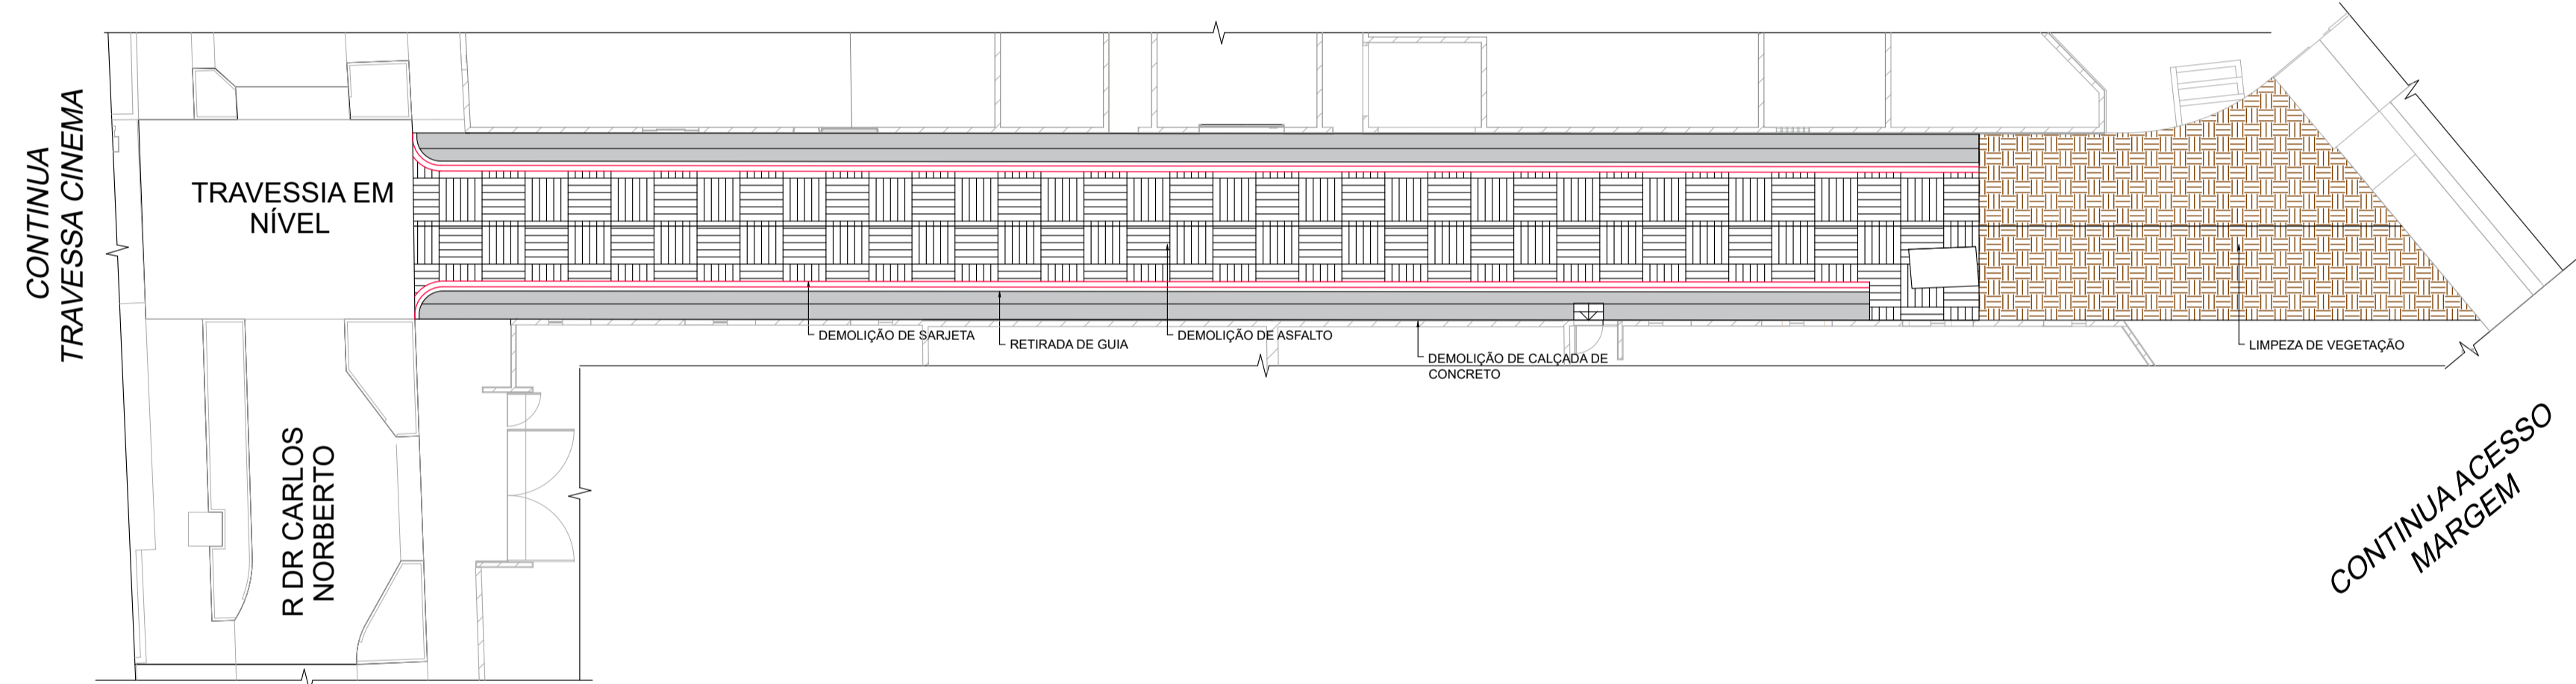 CONTINUA
TRAVESSA CINEMA
TRAVESSIA EM
NÍVEL
R DR CARLOS
NORBERTO
DEMOLIÇÃO DE SARJETA
RETIRADA DE GUIA
DEMOLIÇÃO DE ASFALTO
DEMOLIÇÃO DE CALÇADA DE
CONCRETO
LIMPEZA DE VEGETAÇÃO
CONTINUA ACESSO
MARGEM